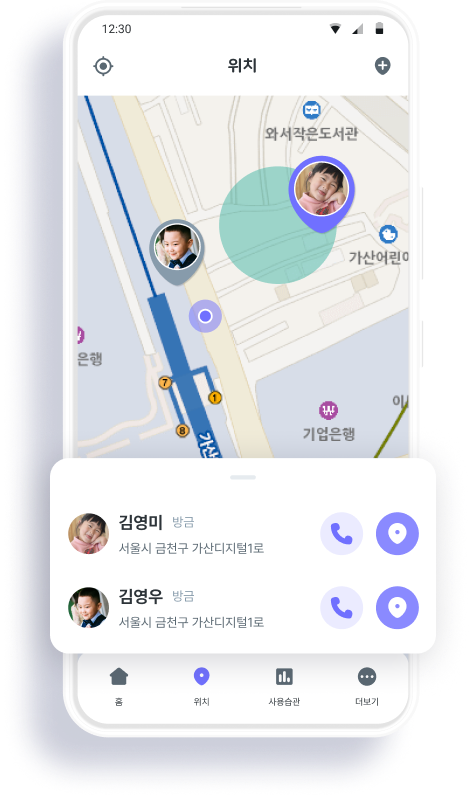 12:30
위치
와서작은도서관
가산어린이
은행
7
1
8
가산
이
기업은행
김영미 방금
서울시 금천구 가산디지털1로
김영우 방금
서울시 금천구 가산디지털1로
홈
위치
사용습관
더보기